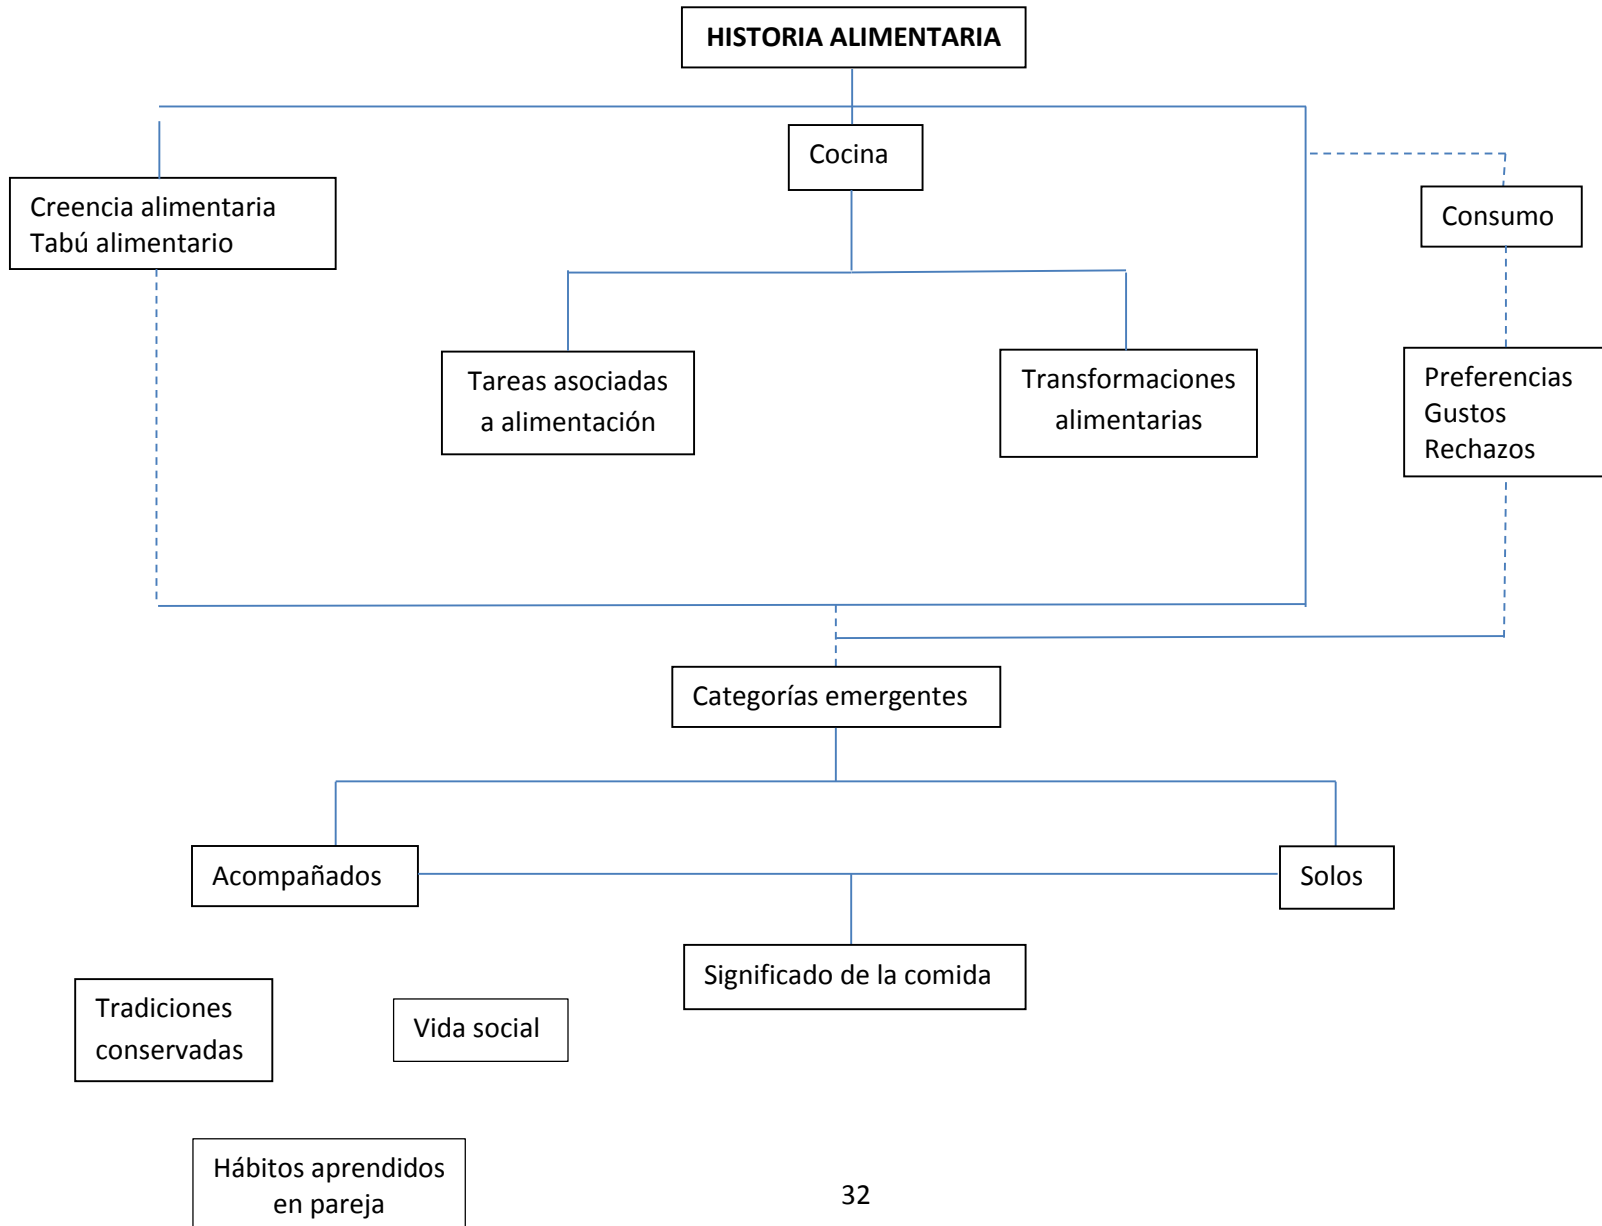 HISTORIA ALIMENTARIA
Cocina
Creencia alimentaria
Tabú alimentario
Consumo
Tareas asociadas
a alimentación
Transformaciones
alimentarias
Preferencias
Gustos
Rechazos
Categorías emergentes
Acompañados
Solos
Significado de la comida
Tradiciones
conservadas
Vida social
Hábitos aprendidos
en pareja
32